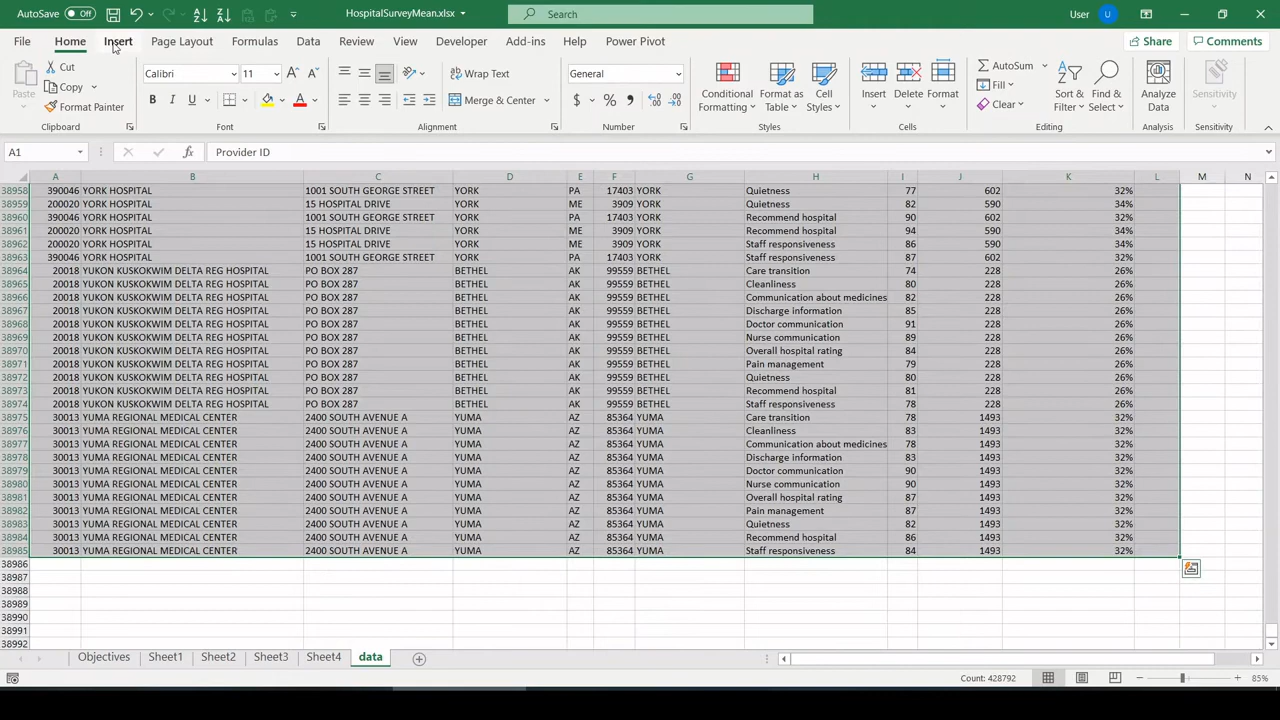 AutoSave Off HospitalSurveyMean.xlsx Search User U
File Home Insert Page Layout Formulas Data Review View Developer Add-ins Help Power Pivot Share Comments
Paste Cut Copy Format Painter Calibri 11 B I U Wrap Text Merge & Center General $ % Conditional Formatting Format as Table Cell Styles Insert Delete Format AutoSum Fill Clear Sort & Filter Find & Select Analyze Data Sensitivity
Clipboard Font Alignment Number Styles Cells Editing Analysis Sensitivity
A1 fx Provider ID
A B C D E F G H I J K L M N
38958 390046 YORK HOSPITAL 1001 SOUTH GEORGE STREET YORK PA 17403 YORK Quietness 77 602 32%
38959 200020 YORK HOSPITAL 15 HOSPITAL DRIVE YORK ME 3909 YORK Quietness 82 590 34%
38960 390046 YORK HOSPITAL 1001 SOUTH GEORGE STREET YORK PA 17403 YORK Recommend hospital 90 602 32%
38961 200020 YORK HOSPITAL 15 HOSPITAL DRIVE YORK ME 3909 YORK Recommend hospital 94 590 34%
38962 200020 YORK HOSPITAL 15 HOSPITAL DRIVE YORK ME 3909 YORK Staff responsiveness 86 590 34%
38963 390046 YORK HOSPITAL 1001 SOUTH GEORGE STREET YORK PA 17403 YORK Staff responsiveness 87 602 32%
38964 20018 YUKON KUSKOKWIM DELTA REG HOSPITAL PO BOX 287 BETHEL AK 99559 BETHEL Care transition 74 228 26%
38965 20018 YUKON KUSKOKWIM DELTA REG HOSPITAL PO BOX 287 BETHEL AK 99559 BETHEL Cleanliness 80 228 26%
38966 20018 YUKON KUSKOKWIM DELTA REG HOSPITAL PO BOX 287 BETHEL AK 99559 BETHEL Communication about medicines 82 228 26%
38967 20018 YUKON KUSKOKWIM DELTA REG HOSPITAL PO BOX 287 BETHEL AK 99559 BETHEL Discharge information 85 228 26%
38968 20018 YUKON KUSKOKWIM DELTA REG HOSPITAL PO BOX 287 BETHEL AK 99559 BETHEL Doctor communication 91 228 26%
38969 20018 YUKON KUSKOKWIM DELTA REG HOSPITAL PO BOX 287 BETHEL AK 99559 BETHEL Nurse communication 89 228 26%
38970 20018 YUKON KUSKOKWIM DELTA REG HOSPITAL PO BOX 287 BETHEL AK 99559 BETHEL Overall hospital rating 84 228 26%
38971 20018 YUKON KUSKOKWIM DELTA REG HOSPITAL PO BOX 287 BETHEL AK 99559 BETHEL Pain management 79 228 26%
38972 20018 YUKON KUSKOKWIM DELTA REG HOSPITAL PO BOX 287 BETHEL AK 99559 BETHEL Quietness 80 228 26%
38973 20018 YUKON KUSKOKWIM DELTA REG HOSPITAL PO BOX 287 BETHEL AK 99559 BETHEL Recommend hospital 81 228 26%
38974 20018 YUKON KUSKOKWIM DELTA REG HOSPITAL PO BOX 287 BETHEL AK 99559 BETHEL Staff responsiveness 78 228 26%
38975 30013 YUMA REGIONAL MEDICAL CENTER 2400 SOUTH AVENUE A YUMA AZ 85364 YUMA Care transition 78 1493 32%
38976 30013 YUMA REGIONAL MEDICAL CENTER 2400 SOUTH AVENUE A YUMA AZ 85364 YUMA Cleanliness 83 1493 32%
38977 30013 YUMA REGIONAL MEDICAL CENTER 2400 SOUTH AVENUE A YUMA AZ 85364 YUMA Communication about medicines 78 1493 32%
38978 30013 YUMA REGIONAL MEDICAL CENTER 2400 SOUTH AVENUE A YUMA AZ 85364 YUMA Discharge information 83 1493 32%
38979 30013 YUMA REGIONAL MEDICAL CENTER 2400 SOUTH AVENUE A YUMA AZ 85364 YUMA Doctor communication 90 1493 32%
38980 30013 YUMA REGIONAL MEDICAL CENTER 2400 SOUTH AVENUE A YUMA AZ 85364 YUMA Nurse communication 90 1493 32%
38981 30013 YUMA REGIONAL MEDICAL CENTER 2400 SOUTH AVENUE A YUMA AZ 85364 YUMA Overall hospital rating 87 1493 32%
38982 30013 YUMA REGIONAL MEDICAL CENTER 2400 SOUTH AVENUE A YUMA AZ 85364 YUMA Pain management 87 1493 32%
38983 30013 YUMA REGIONAL MEDICAL CENTER 2400 SOUTH AVENUE A YUMA AZ 85364 YUMA Quietness 82 1493 32%
38984 30013 YUMA REGIONAL MEDICAL CENTER 2400 SOUTH AVENUE A YUMA AZ 85364 YUMA Recommend hospital 86 1493 32%
38985 30013 YUMA REGIONAL MEDICAL CENTER 2400 SOUTH AVENUE A YUMA AZ 85364 YUMA Staff responsiveness 84 1493 32%
38986
38987
38988
38989
38990
38991
38992
Objectives Sheet1 Sheet2 Sheet3 Sheet4 data
Count: 428792 85%